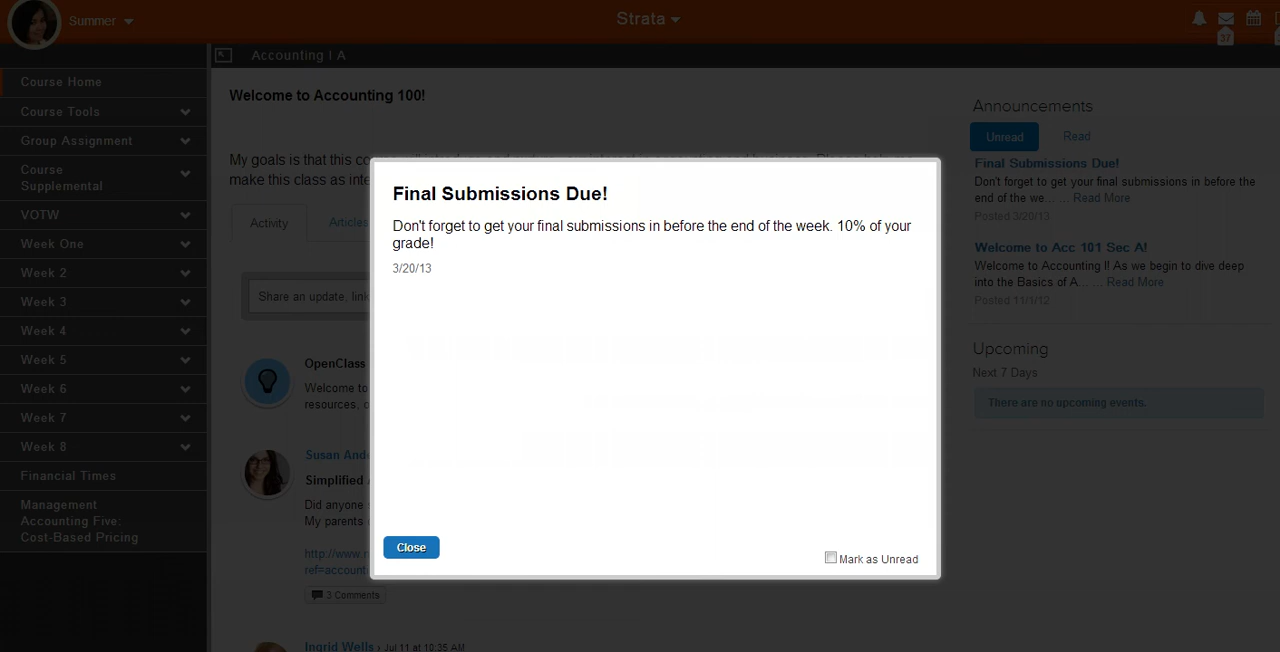 Summer
Strata
37
Accounting I A
Course Home
Course Tools
Group Assignment
Course
Supplemental
VOTW
Week One
Week 2
Week 3
Week 4
Week 5
Week 6
Week 7
Week 8
Financial Times
Management
Accounting Five:
Cost-Based Pricing
Welcome to Accounting 100!
My goals is that this
make this class as
Activity
Articles
Share an update,
OpenClass
Welcome to
resources,
Susan
Simplified
Did anyone
My parents
http://www.
ref=account
3 Comments
Ingrid Wells Jul 11 at 10:35 AM
Final Submissions Due!
Don't forget to get your final submissions in before the end of the week. 10% of your
grade!
3/20/13
Close
Mark as Unread
Announcements
Unread
Read
Final Submissions Due!
Don't forget to get your final submissions in before the
end of the we... ... Read More
Posted 3/20/13
Welcome to Acc 101 Sec A!
Welcome to Accounting I! As we begin to dive deep
into the Basics of A... ... Read More
Posted 11/1/12
Upcoming
Next 7 Days
There are no upcoming events.